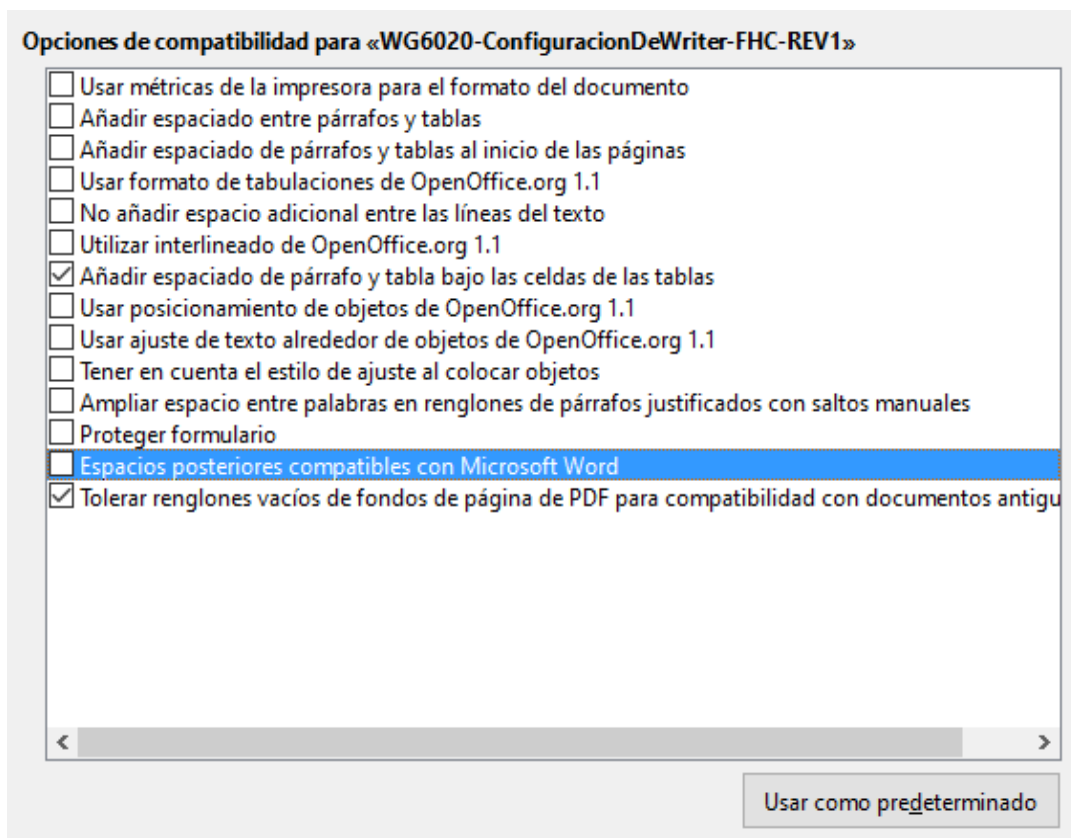 Opciones de compatibilidad para «WG6020-ConfiguracionDeWriter-FHC-REV1»
Usar métricas de la impresora para el formato del documento
Añadir espaciado entre párrafos y tablas
Añadir espaciado de párrafos y tablas al inicio de las páginas
Usar formato de tabulaciones de OpenOffice.org 1.1
No añadir espacio adicional entre las líneas del texto
Utilizar interlineado de OpenOffice.org 1.1
Añadir espaciado de párrafo y tabla bajo las celdas de las tablas
Usar posicionamiento de objetos de OpenOffice.org 1.1
Usar ajuste de texto alrededor de objetos de OpenOffice.org 1.1
Tener en cuenta el estilo de ajuste al colocar objetos
Ampliar espacio entre palabras en renglones de párrafos justificados con saltos manuales
Proteger formulario
Espacios posteriores compatibles con Microsoft Word
Tolerar renglones vacíos de fondos de página de PDF para compatibilidad con documentos antigu
Usar como predeterminado